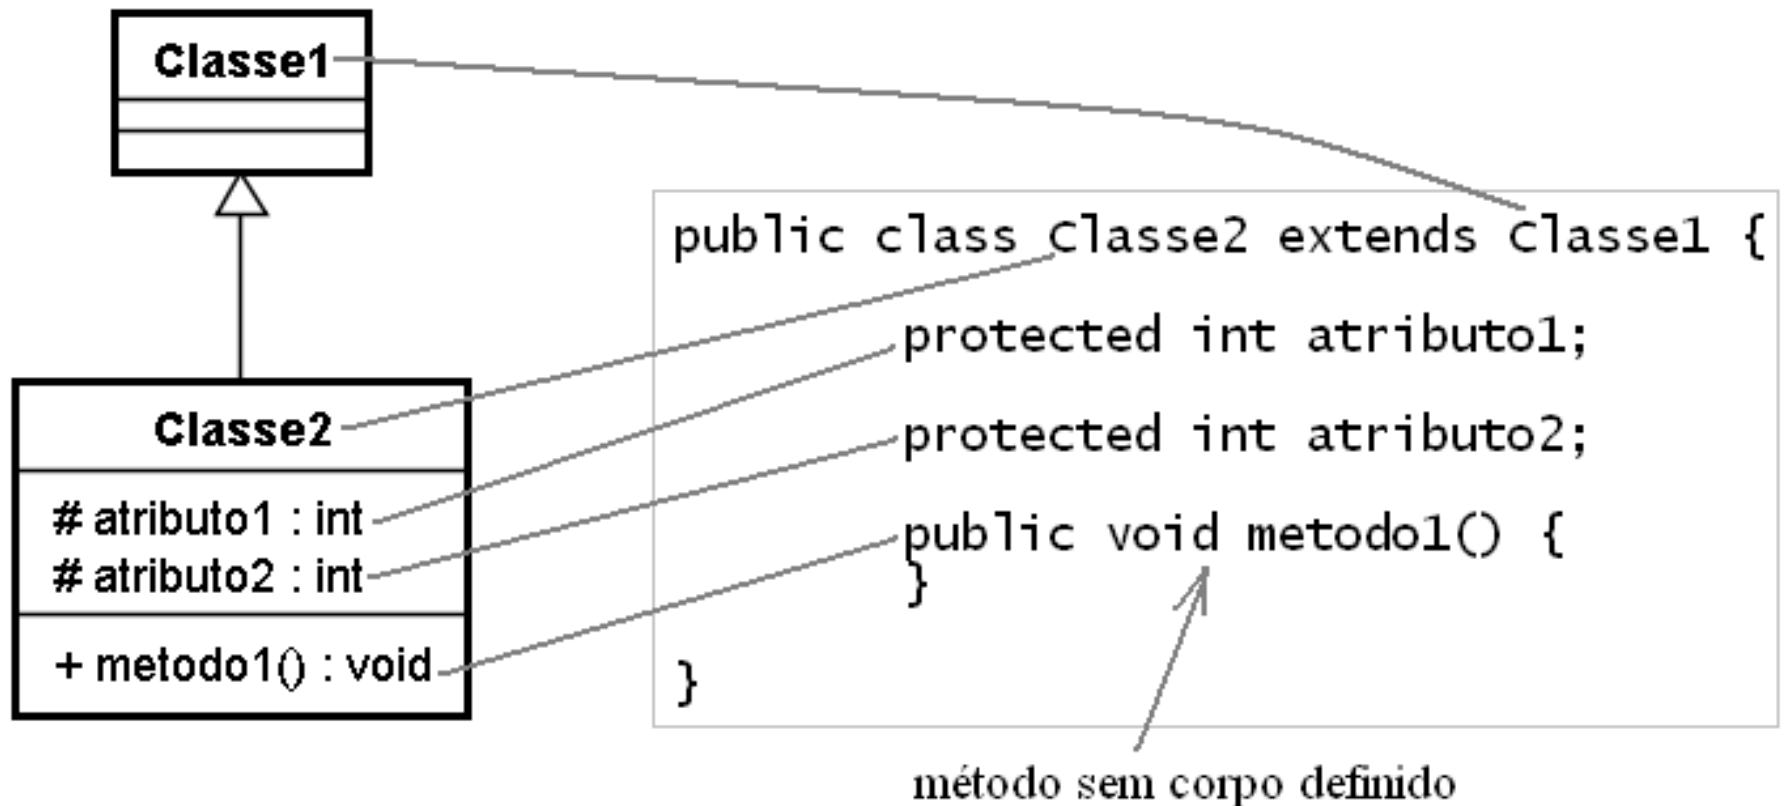 Classe1
Classe2
# atributo1 : int
# atributo2 : int
+ metodo1() : void
public class Classe2 extends Classe1 {
protected int atributo1;
protected int atributo2;
public void metodo1() {
}
}
método sem corpo definido